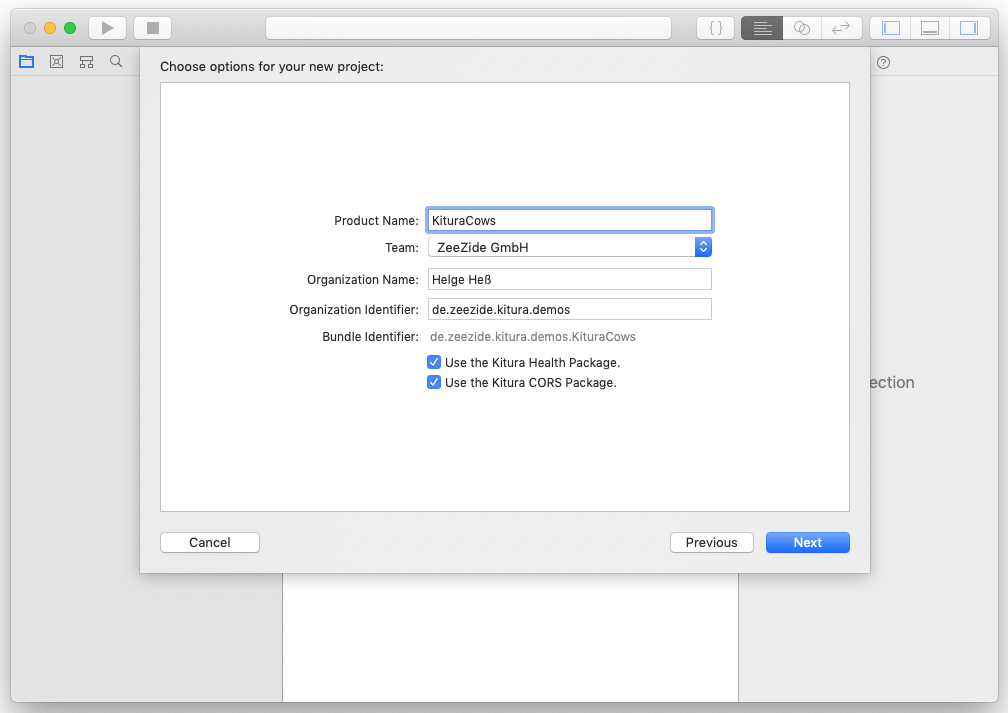 { }
Choose options for your new project:
Product Name: KituraCows
Team: ZeeZide GmbH
Organization Name: Helge Heß
Organization Identifier: de.zeezide.kitura.demos
Bundle Identifier: de.zeezide.kitura.demos.KituraCows
Use the Kitura Health Package.
Use the Kitura CORS Package.
ection
Cancel Previous Next